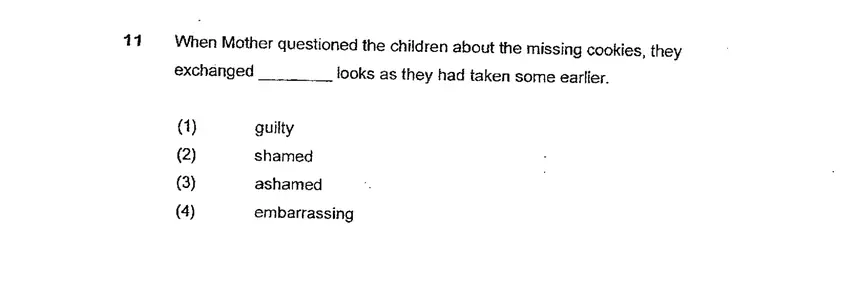 11 When Mother questioned the children about the missing cookies, they
exchanged ________ looks as they had taken some earlier.
(1) guilty
(2) shamed
(3) ashamed
(4) embarrassing